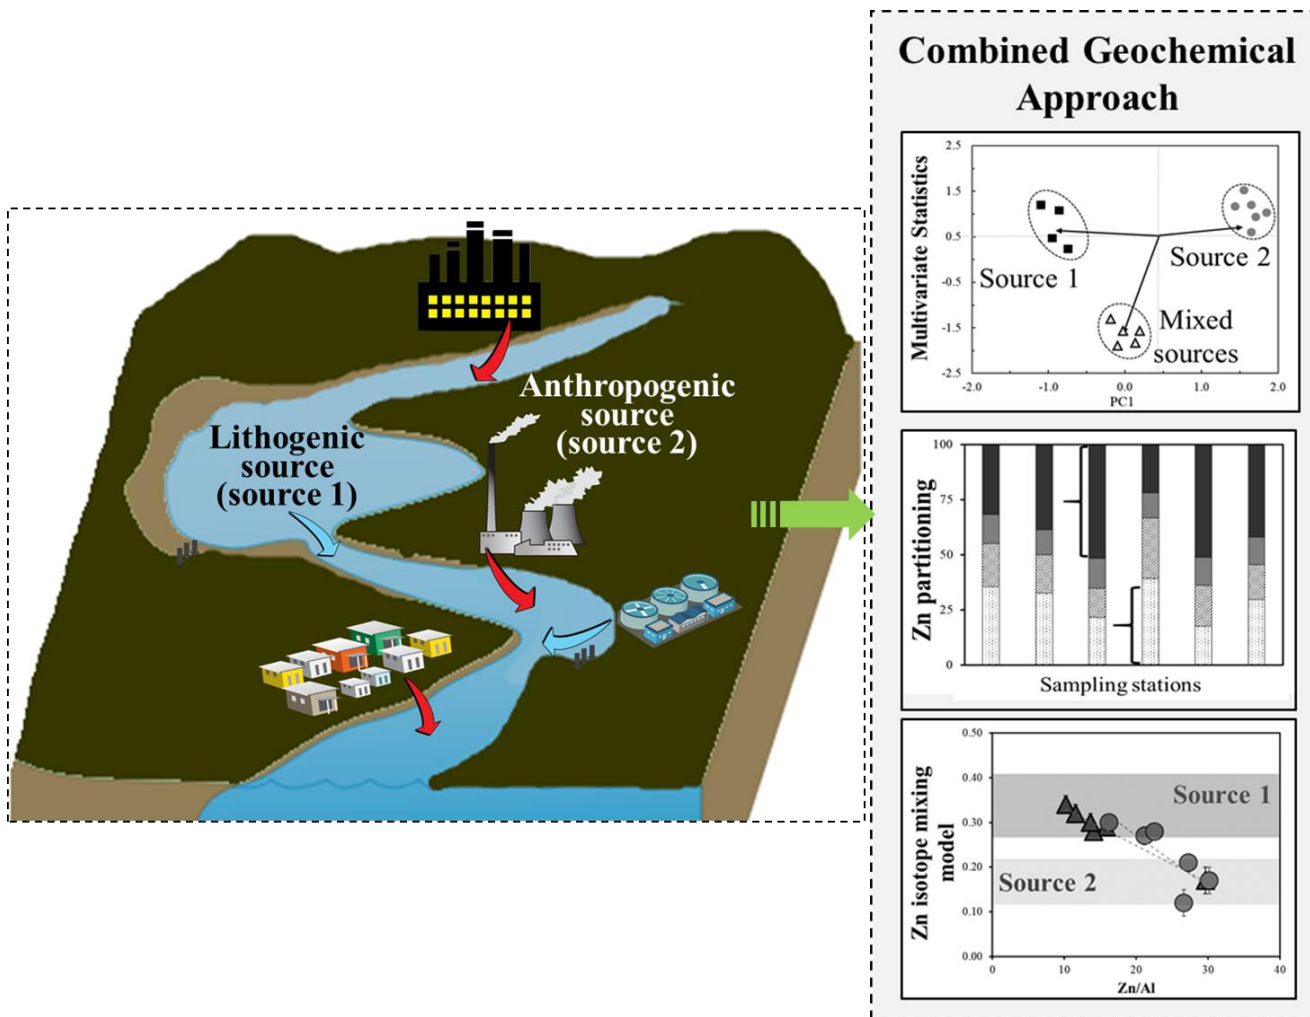 Lithogenic
source
(source 1)
Anthropogenic
source
(source 2)
Combined Geochemical
Approach
Multivariate Statistics
2.5
1.5
0.5
-0.5
-1.5
-2.5
-2.0
-1.0
0.0
1.0
2.0
PC1
Source 1
Source 2
Mixed
sources
Zn partitioning
100
75
50
25
0
Sampling stations
Zn isotope mixing
model
0.50
0.40
0.30
0.20
0.10
0.00
0
10
20
30
40
Zn/Al
Source 1
Source 2